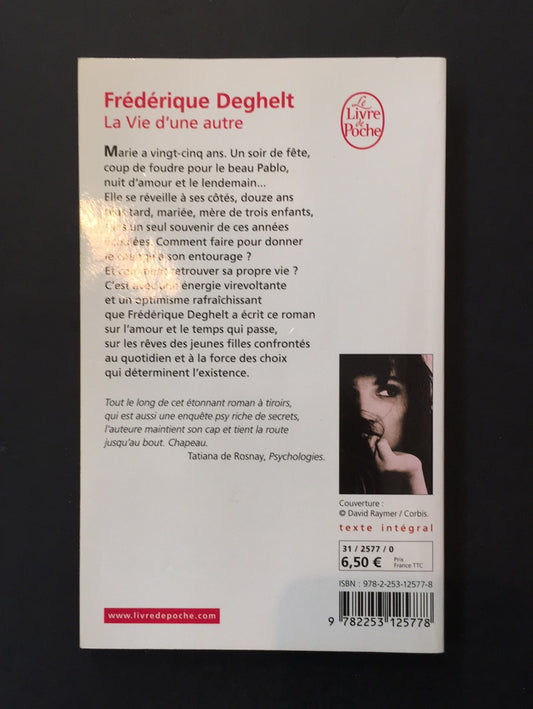 Frédérique Deghelt
La Vie d'une autre
Le
Livre
de
Poche
Marie a vingt-cinq ans. Un soir de fête,
coup de foudre pour le beau Pablo,
nuit d'amour et le lendemain...
Elle se réveille à ses côtés, douze ans
plus tard, mariée, mère de trois enfants,
sans un seul souvenir de ces années
écoulées. Comment faire pour donner
le change à son entourage ?
Et comment retrouver sa propre vie ?
C'est avec une énergie virevoltante
et un optimisme rafraîchissant
que Frédérique Deghelt a écrit ce roman
sur l'amour et le temps qui passe,
sur les rêves des jeunes filles confrontés
au quotidien et à la force des choix
qui déterminent l'existence.
Tout le long de cet étonnant roman à tiroirs,
qui est aussi une enquête psy riche de secrets,
l'auteure maintient son cap et tient la route
jusqu'au bout. Chapeau.
Tatiana de Rosnay, Psychologies.
Couverture :
© David Raymer / Corbis.
texte intégral
31 / 2577 / 0
6,50 € Prix
France TTC
ISBN : 978-2-253-12577-8
9 782253 125778
www.livredepoche.com